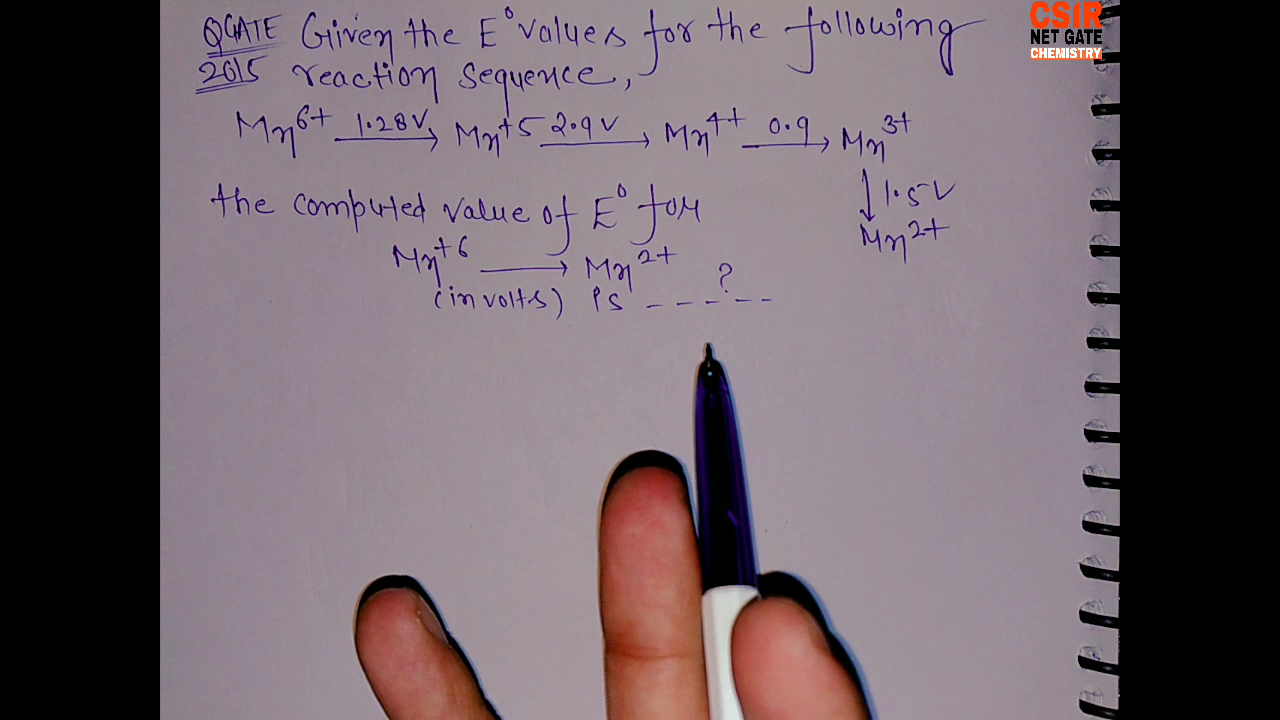 QGATE Given the E° values for the following
2015 reaction sequence,
Mn6+ 1.28V Mn+5 2.9V Mn4+ 0.9 Mn3+
1.5V
Mn2+
the computed value of E° for
Mn+6 → Mn2+
(in volts) is ----- ?
CSIR
NET GATE
CHEMISTRY